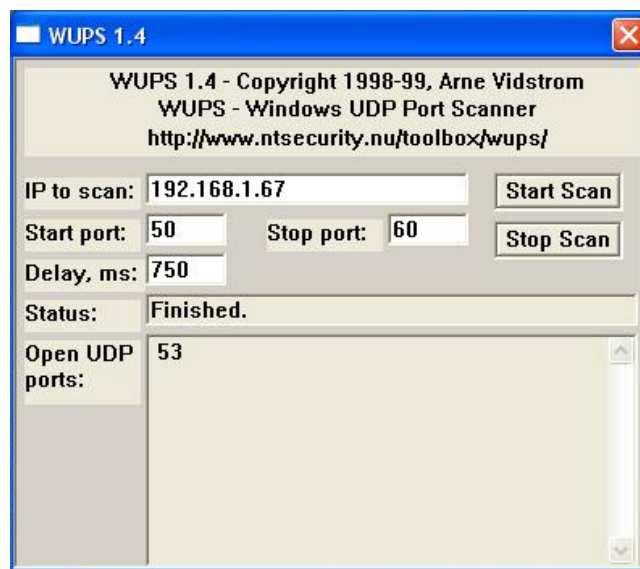 WUPS 1.4
WUPS 1.4 - Copyright 1998-99, Arne Vidstrom
WUPS - Windows UDP Port Scanner
http://www.ntsecurity.nu/toolbox/wups/
IP to scan: 192.168.1.67 Start Scan
Start port: 50 Stop port: 60 Stop Scan
Delay, ms: 750
Status: Finished.
Open UDP 53
ports: